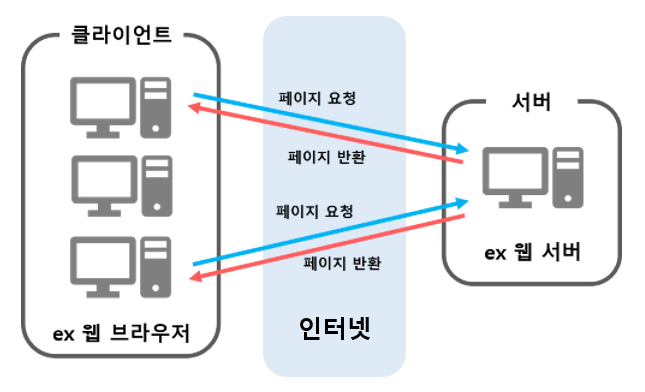 클라이언트
페이지 요청
서버
페이지 반환
페이지 요청
ex 웹 서버
페이지 반환
인터넷
ex 웹 브라우저